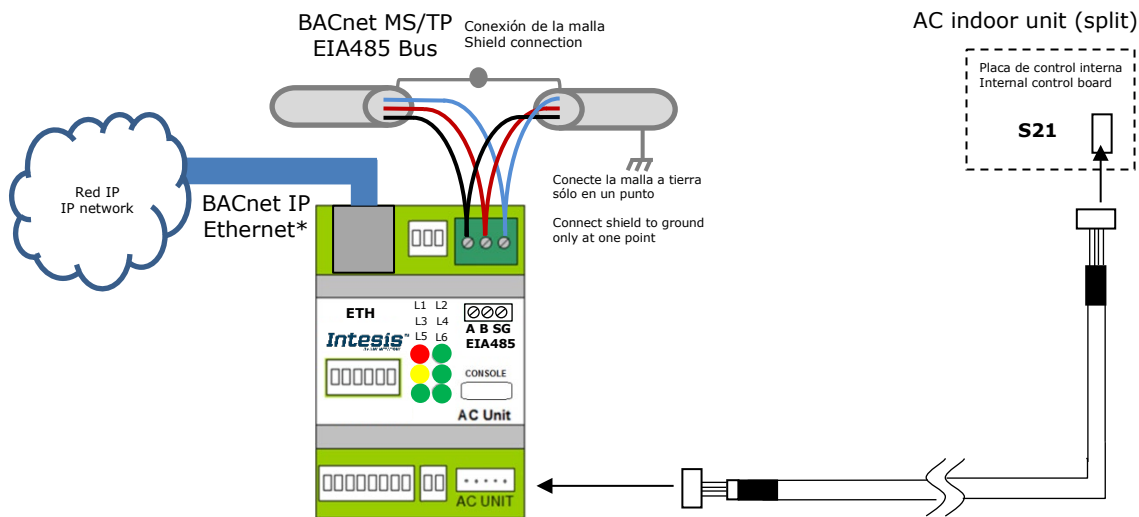 BACnet MS/TP
EIA485 Bus
Conexión de la malla
Shield connection
AC indoor unit (split)
Placa de control interna
Internal control board
S21
Red IP
IP network
BACnet IP
Ethernet*
Conecte la malla a tierra
sólo en un punto
Connect shield to ground
only at one point
ETH
L1 L2
L3 L4
L5 L6
A B SG
EIA485
Intesis™
CONSOLE
AC Unit
AC UNIT